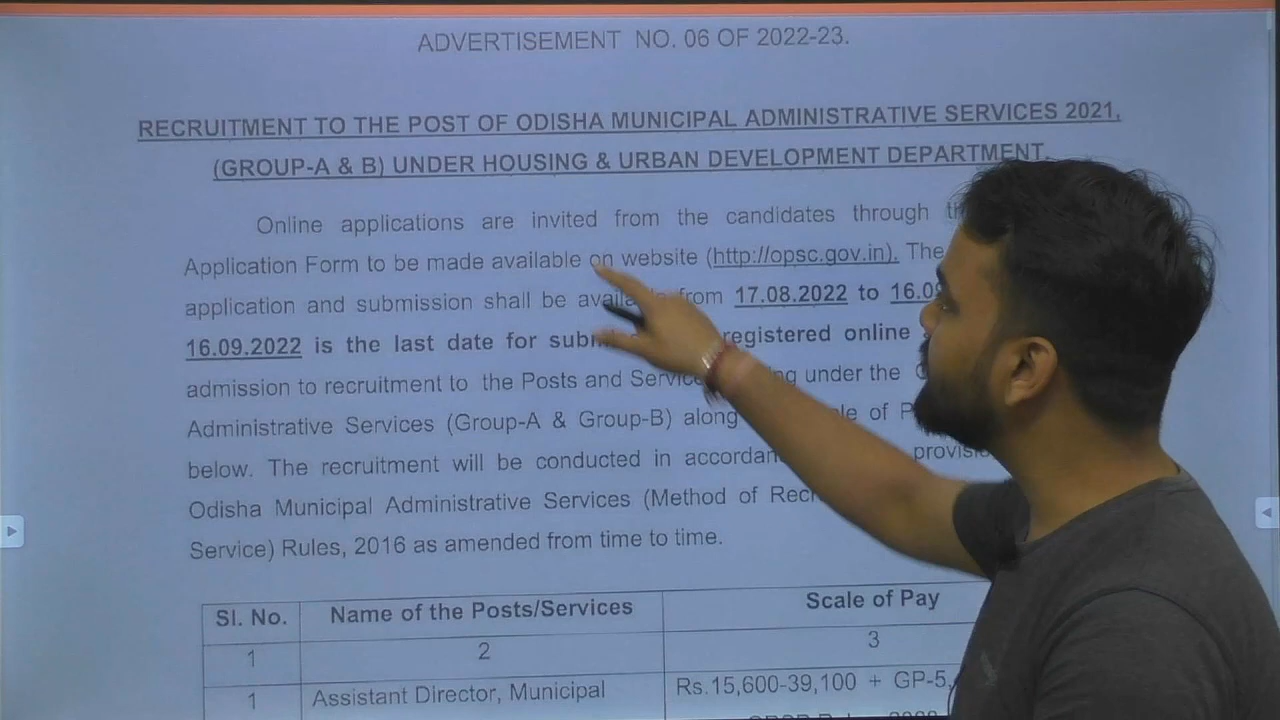 ADVERTISEMENT NO. 06 OF 2022-23.
RECRUITMENT TO THE POST OF ODISHA MUNICIPAL ADMINISTRATIVE SERVICES 2021,
(GROUP-A & B) UNDER HOUSING & URBAN DEVELOPMENT DEPARTMENT.
Online applications are invited from the candidates through
Application Form to be made available on website (http://opsc.gov.in). The
application and submission shall be from 17.08.2022 to
16.09.2022 is the last date for registered online
admission to recruitment to the Posts and under the
Administrative Services (Group-A & Group-B) along of
below. The recruitment will be conducted in
Odisha Municipal Administrative Services (Method of
Service) Rules, 2016 as amended from time to time.
Sl. No. Name of the Posts/Services Scale of Pay
1 2 3
1 Assistant Director, Municipal Rs.15,600-39,100 + GP-5,